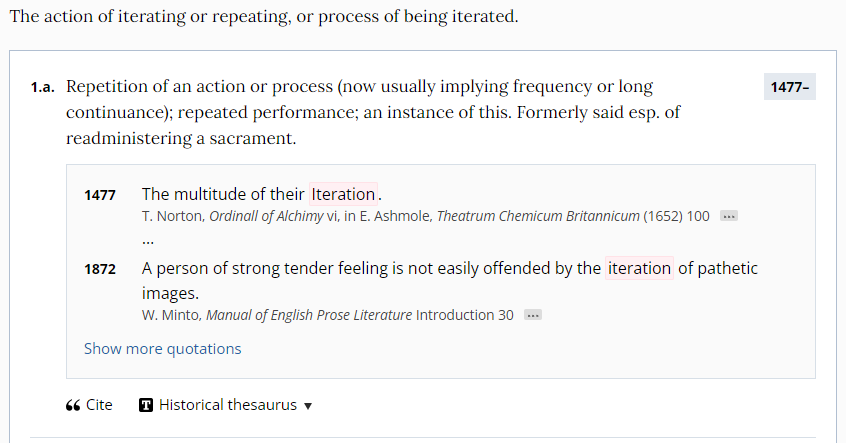 The action of iterating or repeating, or process of being iterated.
1.a. Repetition of an action or process (now usually implying frequency or long 1477–
continuance); repeated performance; an instance of this. Formerly said esp. of
readministering a sacrament.
1477 The multitude of their Iteration.
T. Norton, Ordinall of Alchimy vi, in E. Ashmole, Theatrum Chemicum Britannicum (1652) 100 ...
...
1872 A person of strong tender feeling is not easily offended by the iteration of pathetic
images.
W. Minto, Manual of English Prose Literature Introduction 30 ...
Show more quotations
Cite T Historical thesaurus ▼